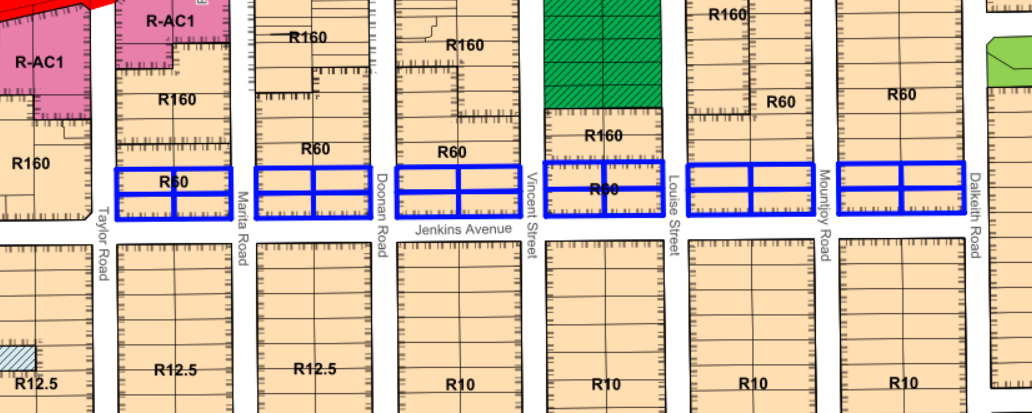 R-AC1
R160
R160
R160
R-AC1
R160
R60
R60
R60
R160
R60
R60
R160
R60
Taylor Road
Marita Road
Doonan Road
Jenkins Avenue
Vincent Street
Louise Street
Mountjoy Road
Dalkeith Road
R12.5
R12.5
R12.5
R10
R10
R10
R10